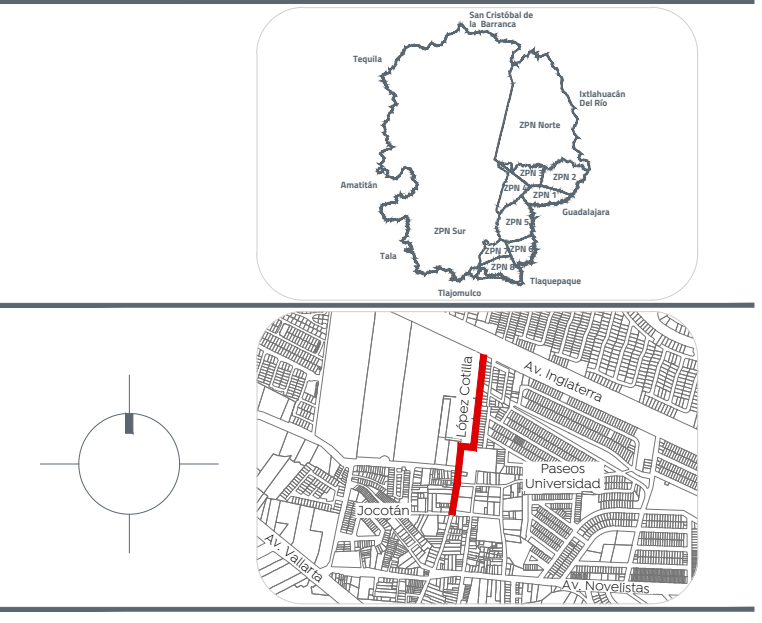 San Cristóbal de
la Barranca
Tequila
Ixtlahuacán
Del Río
ZPN Norte
ZPN 3
ZPN 2
ZPN 4
ZPN 1
Amatitán
Guadalajara
ZPN 5
ZPN Sur
ZPN 7
ZPN 6
Tala
ZPN 8
Tlaquepaque
Tlajomulco
López Cotilla
Av. Inglaterra
Paseos
Universidad
Jocotán
Av. Vallarta
Av. Novelistas